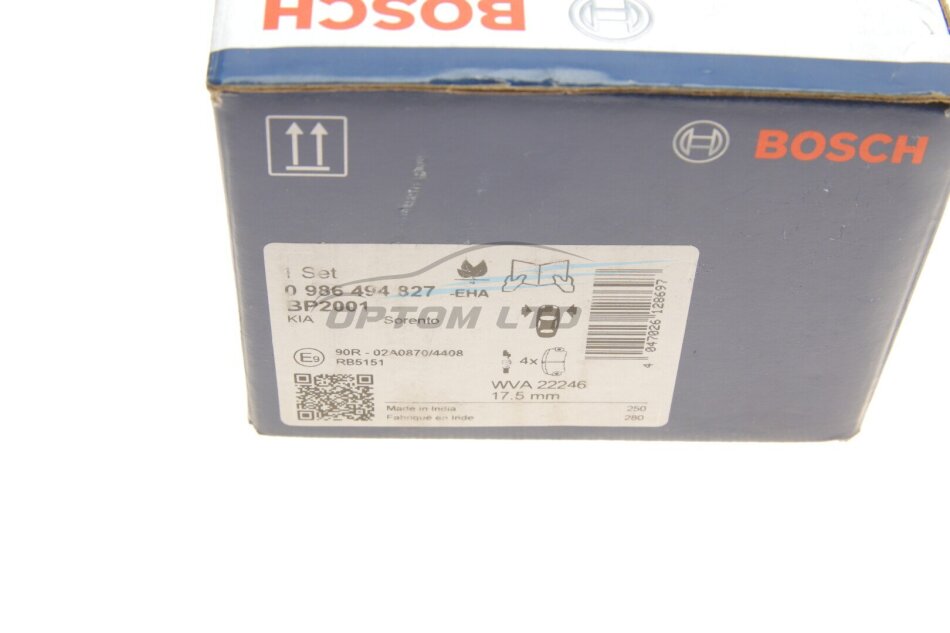 BOSCH
BOSCH
1 Set
0 986 494 827 -EHA
BP2001
KIA Sorento
OPTOM LTD
E9
90R - 02A0870/4408
RB5151
4x
WVA 22246
17.5 mm
4 047026 128697
Made in India 250
Fabriqué en Inde 280